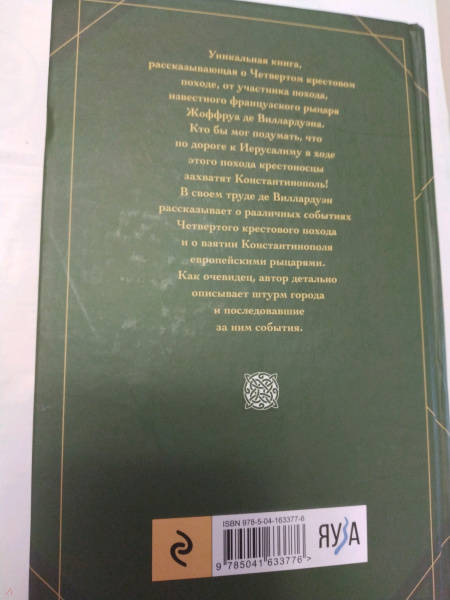 Уникальная книга,
рассказывающая о Четвертом крестовом
походе, от участника похода,
известного французского рыцаря
Жоффруа де Виллардуэна.
Кто бы мог подумать, что
по дороге к Иерусалиму в ходе
этого похода крестоносцы
захватят Константинополь!
В своем труде де Виллардуэн
рассказывает о различных событиях
Четвертого крестового похода
и о взятии Константинополя
европейскими рыцарями.
Как очевидец, автор детально
описывает штурм города
и последовавшие
за ним события.
ISBN 978-5-04-163377-6
9 785041 633776 >
ЯУЗА